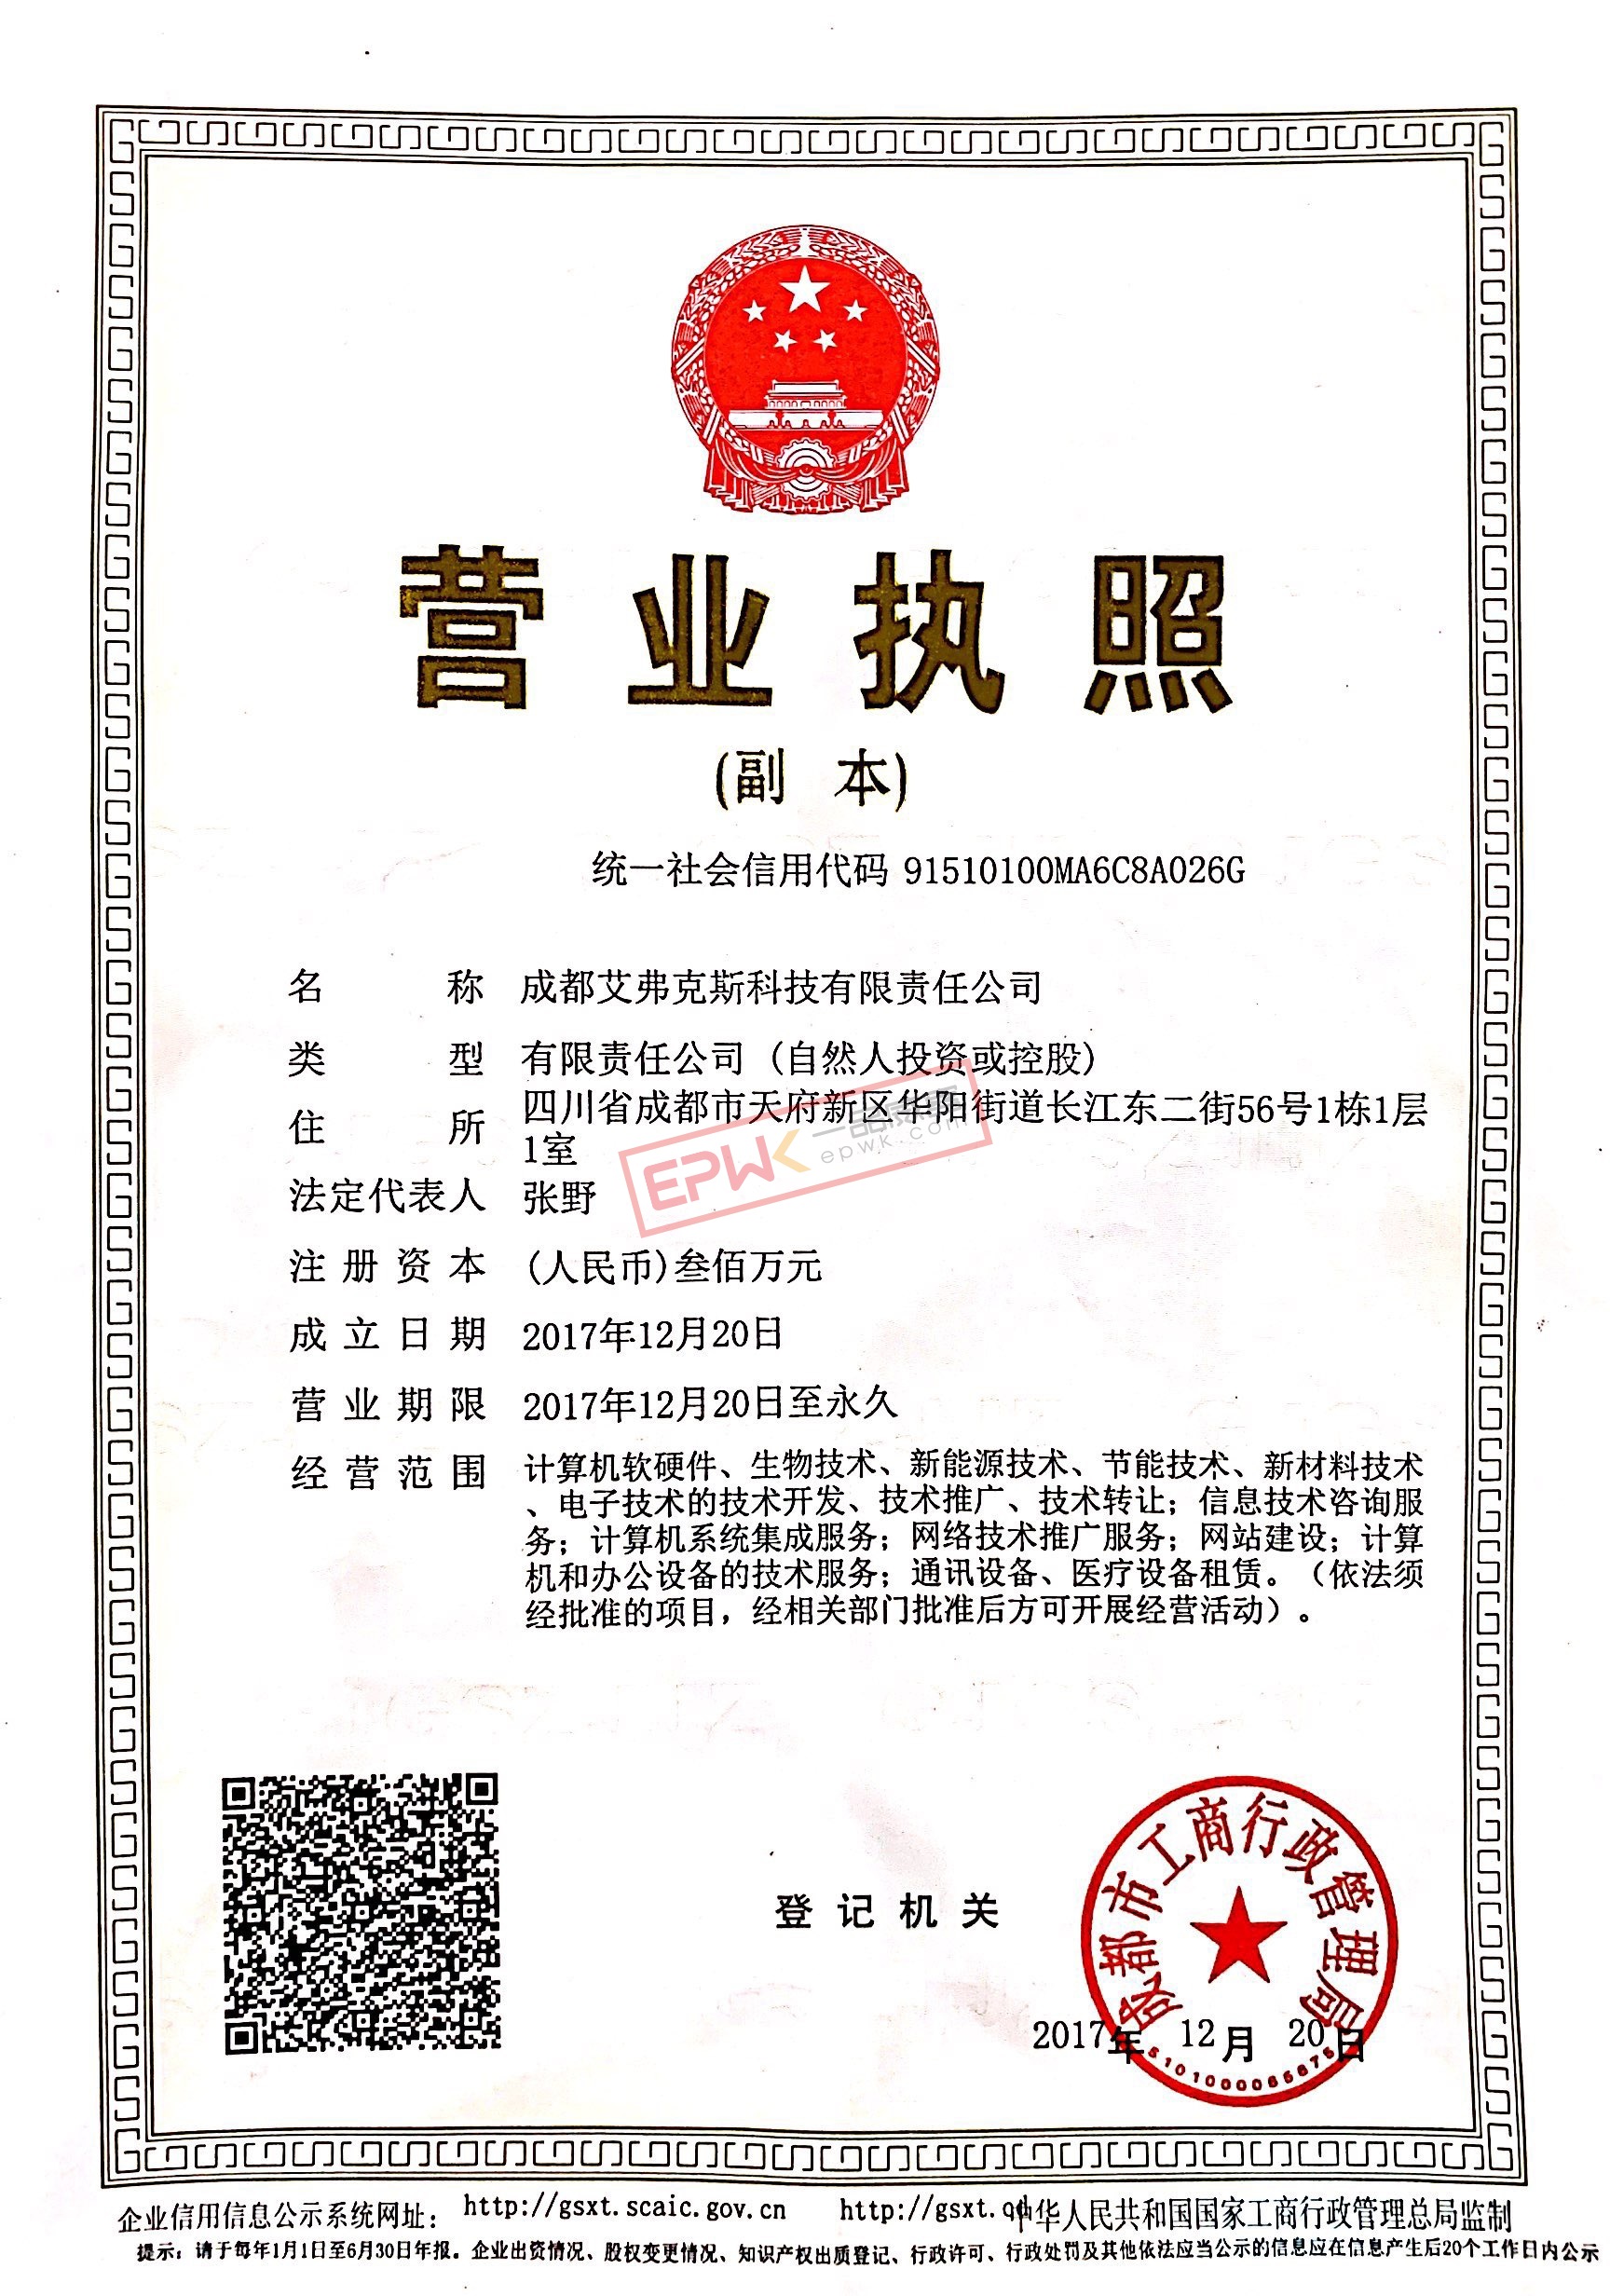 营业执照
(副 本)
统一社会信用代码 91510100MA6C8A026G
名 称 成都艾弗克斯科技有限责任公司
类 型 有限责任公司 (自然人投资或控股)
住 所 四川省成都市天府新区华阳街道长江东二街56号1栋1层
1室
EPWK 一品威客
epwk.com
法定代表人 张野
注册资本 (人民币)叁佰万元
成立日期 2017年12月20日
营业期限 2017年12月20日至永久
经营范围 计算机软硬件、生物技术、新能源技术、节能技术、新材料技术
、电子技术的技术开发、技术推广、技术转让；信息技术咨询服
务；计算机系统集成服务；网络技术推广服务；网站建设；计算
机和办公设备的技术服务；通讯设备、医疗设备租赁。（依法须
经批准的项目，经相关部门批准后方可开展经营活动）。
登记机关
成都市工商行政管理局
2017年 12月 20日
5101000065675
企业信用信息公示系统网址： http://gsxt.scaic.gov.cn http://gsxt.q 中华人民共和国国家工商行政管理总局监制
提示：请于每年1月1日至6月30日年报。企业出资情况、股权变更情况、知识产权出质登记、行政许可、行政处罚及其他依法应当公示的信息应在信息产生后20个工作日内公示